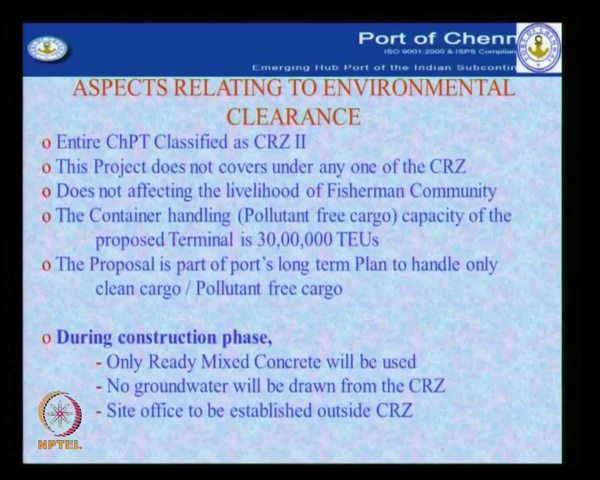 Port of Chenn
ISO 9001:2000 & ISPS Complian
Emerging Hub Port of the Indian Subcontin
ASPECTS RELATING TO ENVIRONMENTAL
CLEARANCE
o Entire ChPT Classified as CRZ II
o This Project does not covers under any one of the CRZ
o Does not affecting the livelihood of Fisherman Community
o The Container handling (Pollutant free cargo) capacity of the
proposed Terminal is 30,00,000 TEUs
o The Proposal is part of port's long term Plan to handle only
clean cargo / Pollutant free cargo
o During construction phase,
- Only Ready Mixed Concrete will be used
- No groundwater will be drawn from the CRZ
- Site office to be established outside CRZ
NPTEL